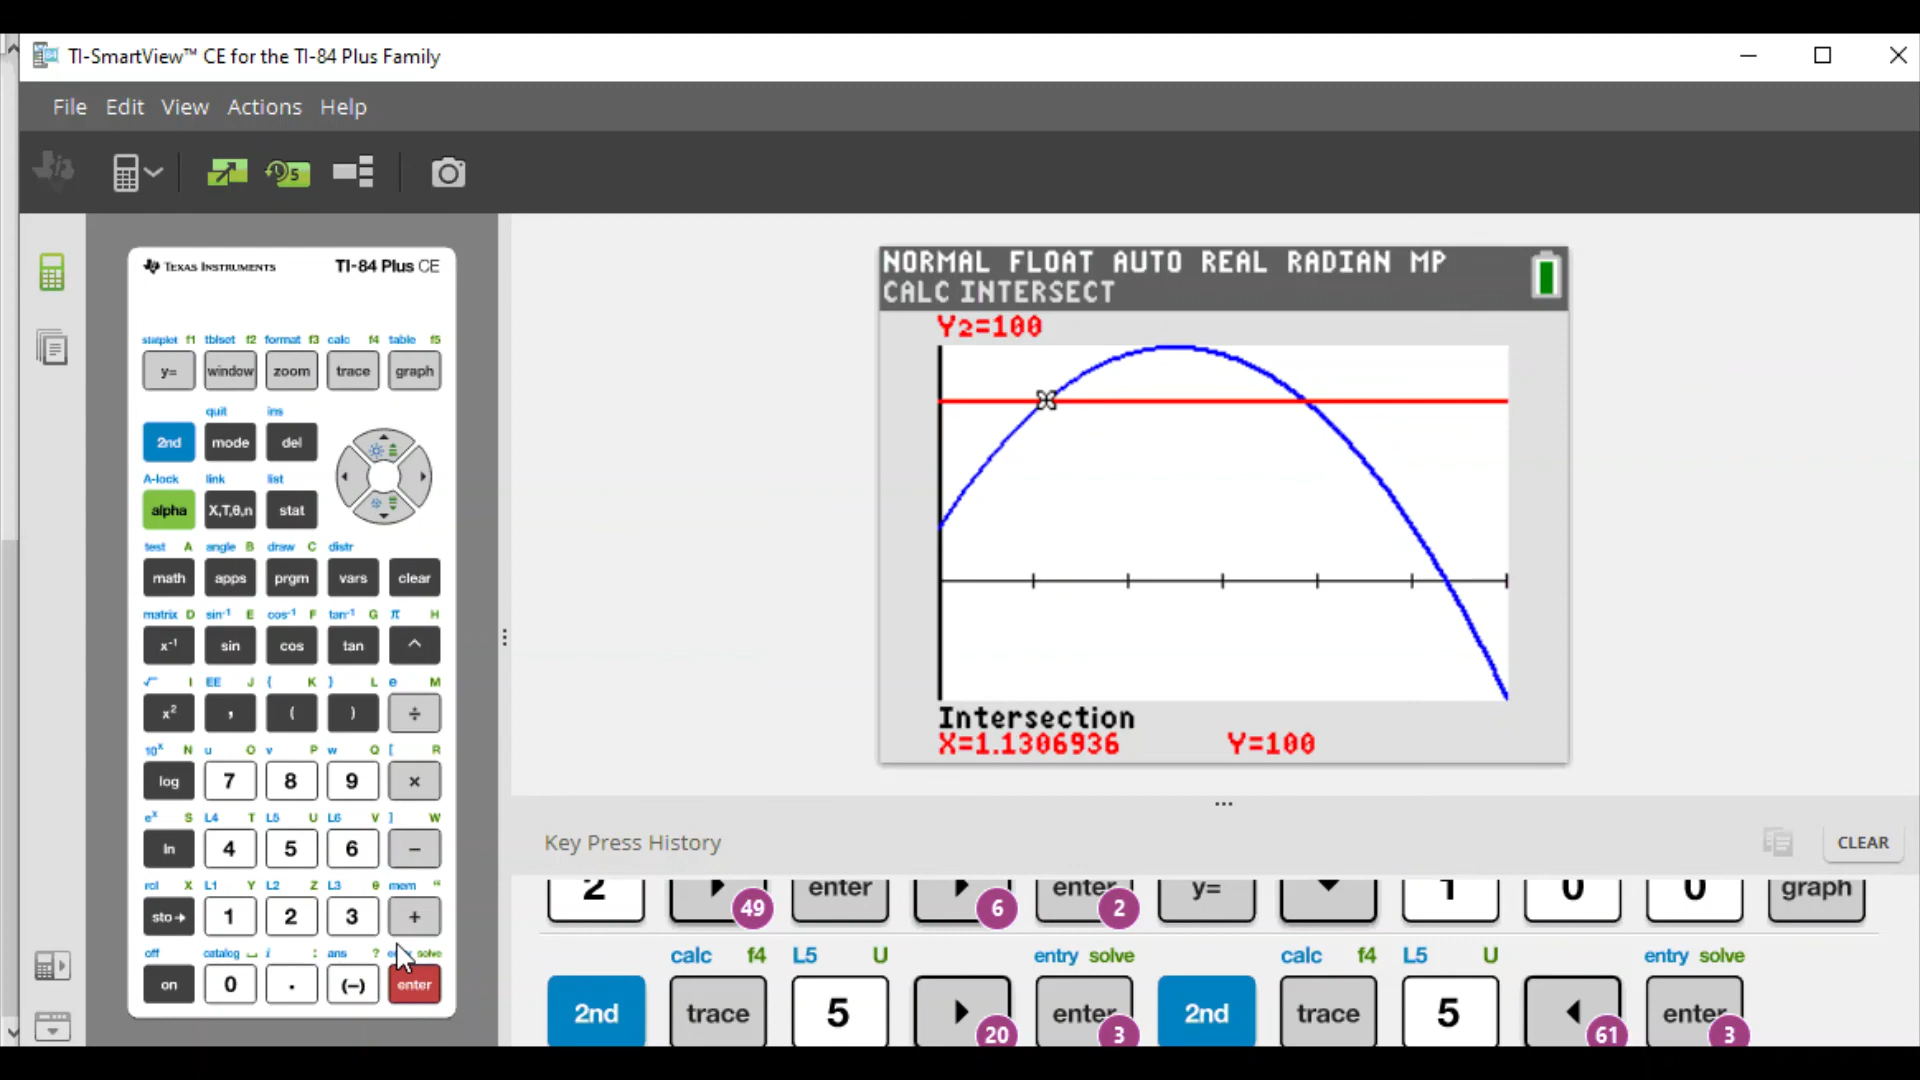 TI-SmartView™ CE for the TI-84 Plus Family
File Edit View Actions Help
TEXAS INSTRUMENTS TI-84 Plus CE
statplot f1 tblset f2 format f3 calc f4 table f5
y= window zoom trace graph
quit ins
2nd mode del
A-lock link list
alpha X,T,θ,n stat
test A angle B draw C distr
math apps prgm vars clear
matrix D sin⁻¹ E cos⁻¹ F tan⁻¹ G π H
x⁻¹ sin cos tan ^
√ I EE J { K } L e M
x² , ( ) ÷
10ˣ N u O v P w Q [ R
log 7 8 9 ×
eˣ S L4 T L5 U L6 V ] W
ln 4 5 6 −
rcl X L1 Y L2 Z L3 θ mem "
sto→ 1 2 3 +
off catalog i : ans ? solve
on 0 . (−) enter
NORMAL FLOAT AUTO REAL RADIAN MP
CALC INTERSECT
Y2=100
Intersection
X=1.1306936 Y=100
Key Press History
CLEAR
2 49 enter 6 enter 2 y= 1 0 0 graph
calc f4 L5 U entry solve calc f4 L5 U entry solve
2nd trace 5 20 enter 3 2nd trace 5 61 enter 3